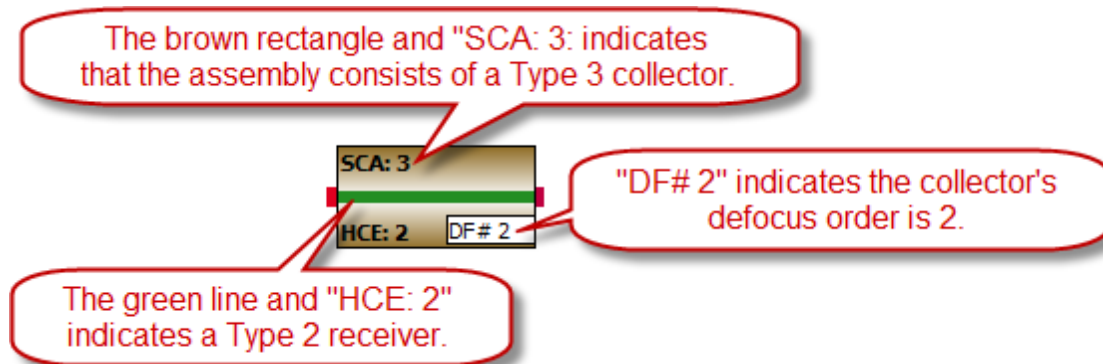 The brown rectangle and "SCA: 3: indicates
that the assembly consists of a Type 3 collector.
SCA: 3
HCE: 2
DF# 2
"DF# 2" indicates the collector's
defocus order is 2.
The green line and "HCE: 2"
indicates a Type 2 receiver.